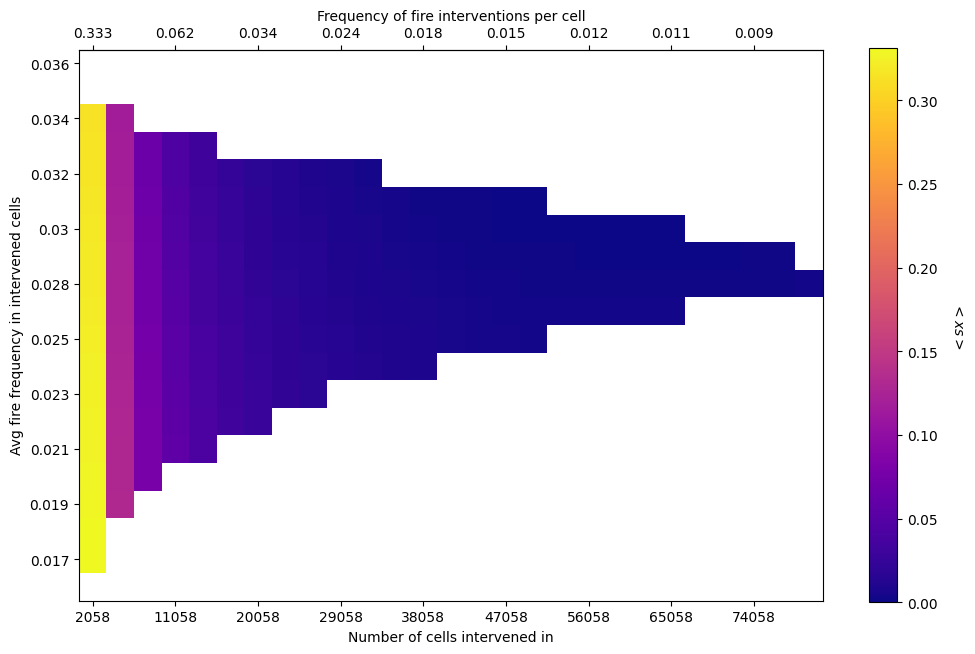 Frequency of fire interventions per cell
0.333 0.062 0.034 0.024 0.018 0.015 0.012 0.011 0.009
Avg fire frequency in intervened cells
0.036
0.034
0.032
0.03
0.028
0.025
0.023
0.021
0.019
0.017
2058 11058 20058 29058 38058 47058 56058 65058 74058
Number of cells intervened in
0.30
0.25
0.20
0.15
0.10
0.05
0.00
< sx >